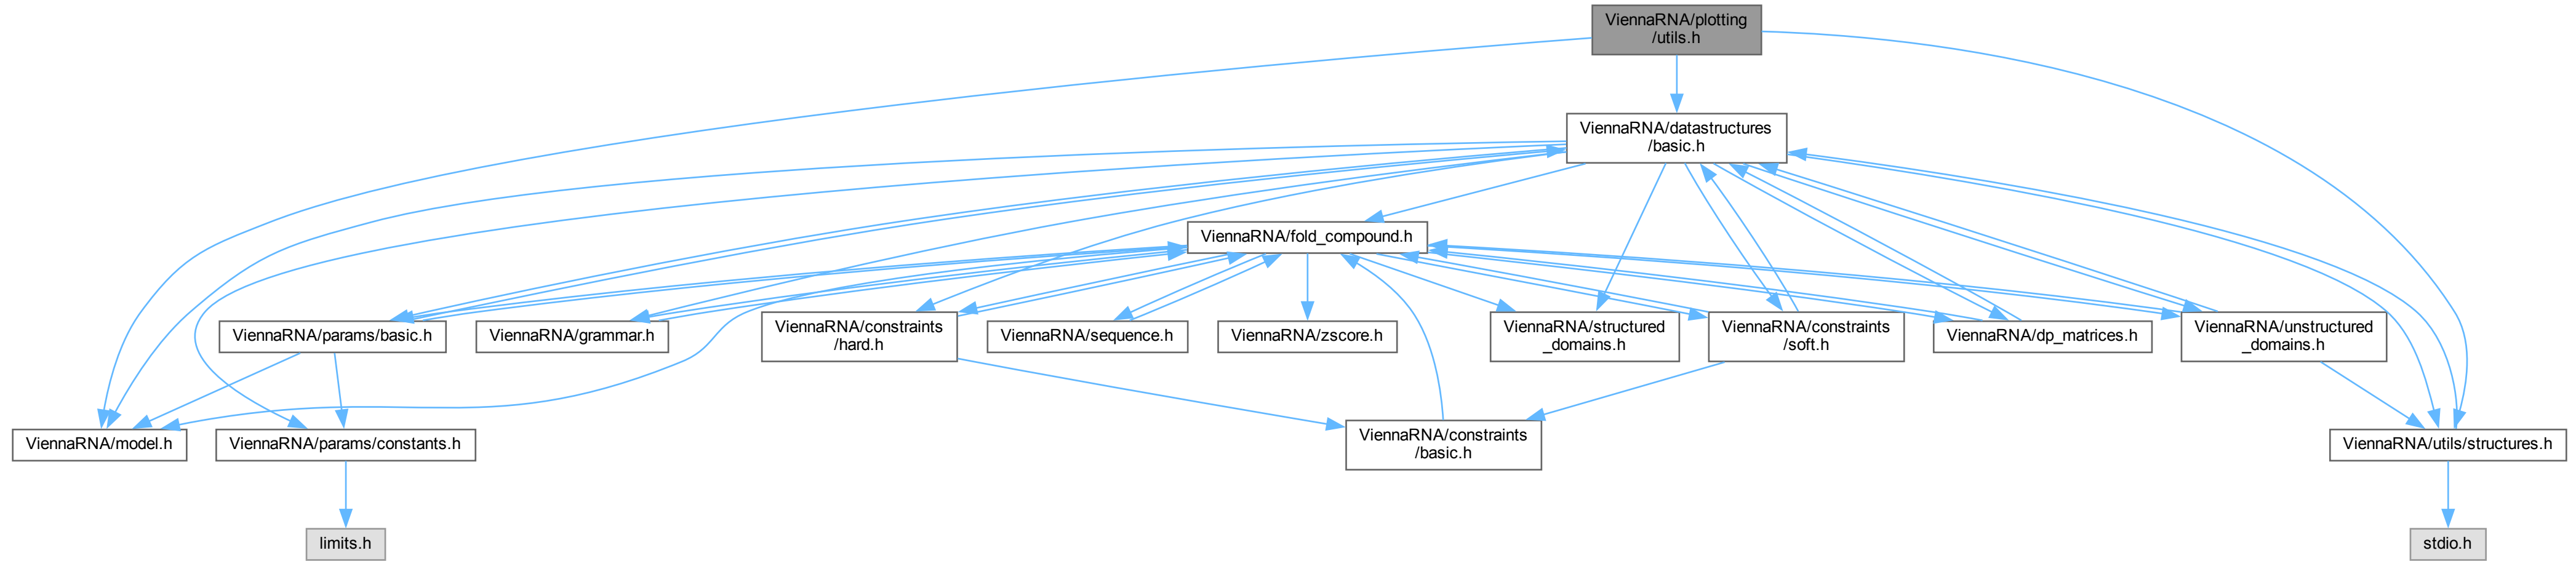 ViennaRNA/plotting
/utils.h
ViennaRNA/datastructures
/basic.h
ViennaRNA/fold_compound.h
ViennaRNA/params/basic.h
ViennaRNA/grammar.h
ViennaRNA/constraints
/hard.h
ViennaRNA/sequence.h
ViennaRNA/zscore.h
ViennaRNA/structured
_domains.h
ViennaRNA/constraints
/soft.h
ViennaRNA/dp_matrices.h
ViennaRNA/unstructured
_domains.h
ViennaRNA/model.h
ViennaRNA/params/constants.h
ViennaRNA/constraints
/basic.h
ViennaRNA/utils/structures.h
limits.h
stdio.h